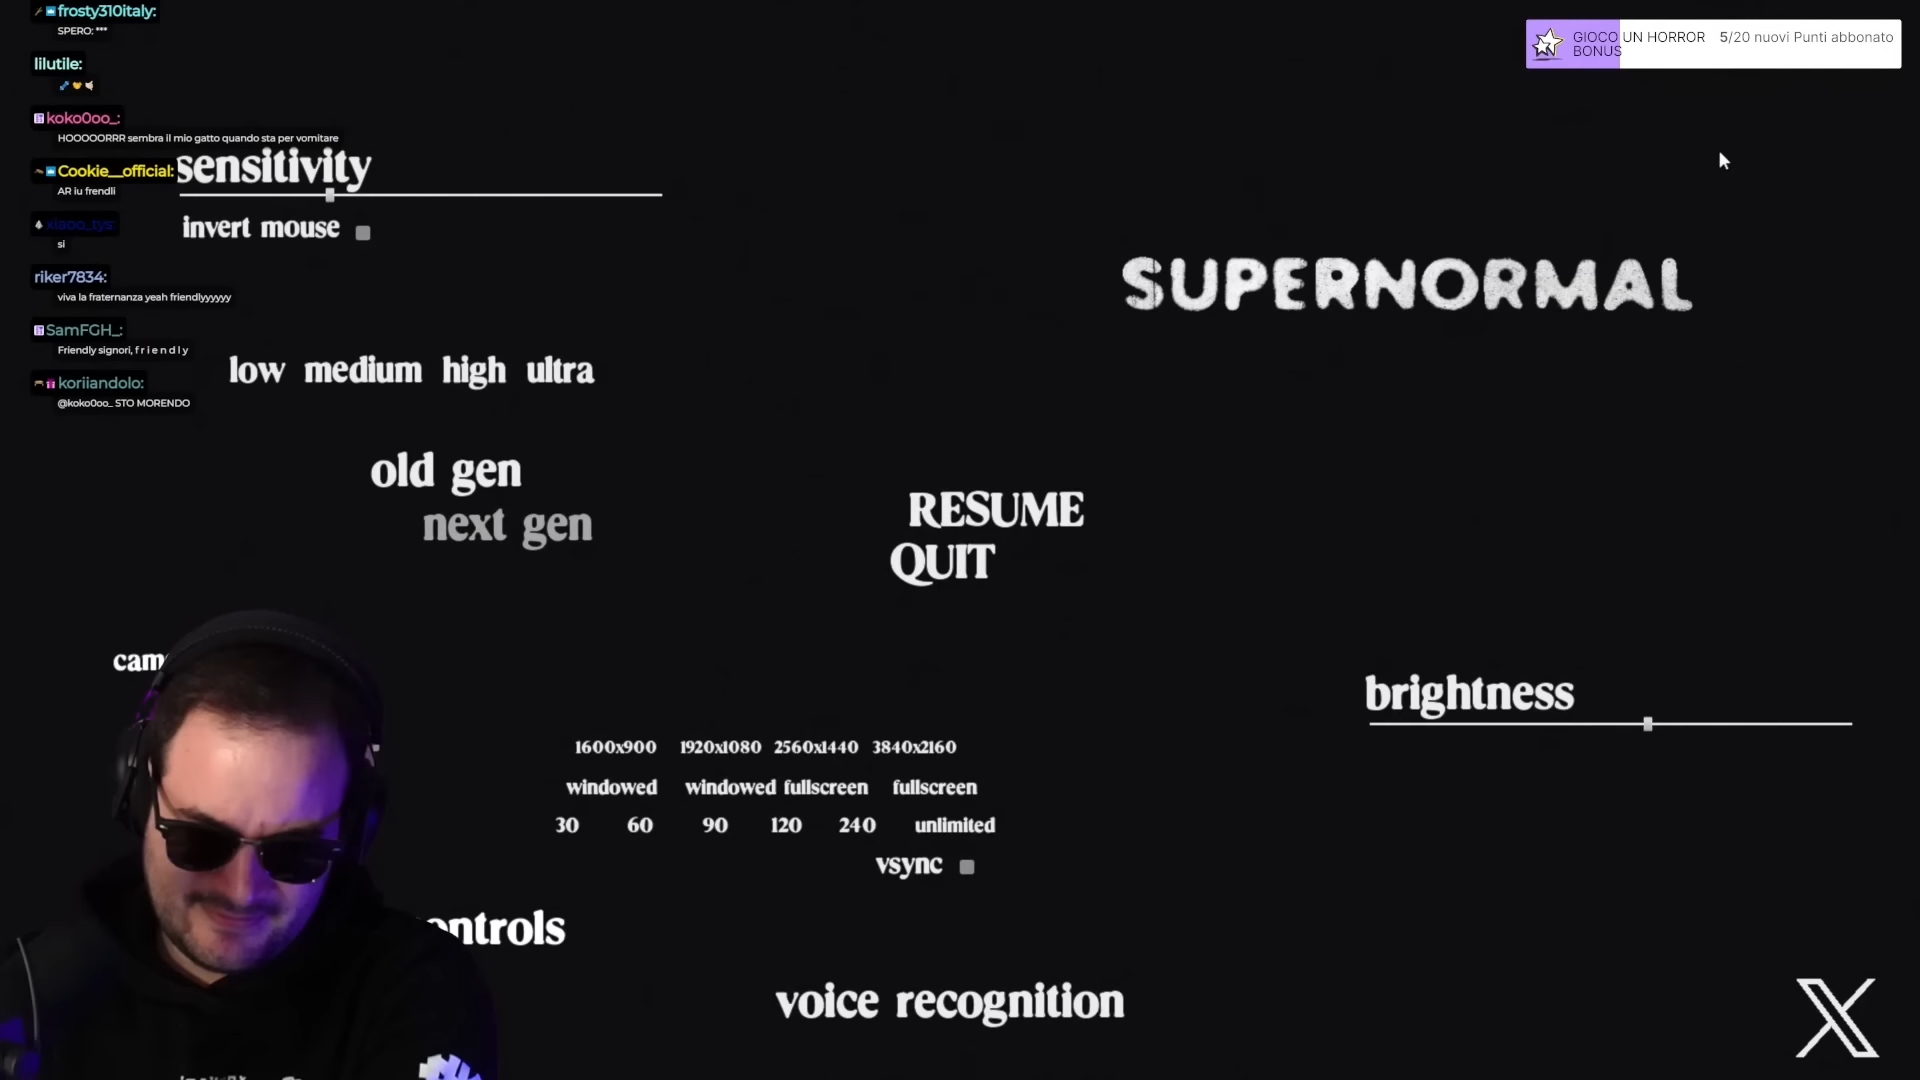 frosty310italy:
SPERO: ***
lilutile:
koko0oo_:
HOOOOORRR sembra il mio gatto quando sta per vomitare
Cookie__official:
AR iu frendli
xiaoo_tys:
si
riker7834:
viva la fraternanza yeah friendlyyyyyy
SamFGH_:
Friendly signori, f r i e n d l y
koriiandolo:
@koko0oo_ STO MORENDO
GIOCO UN HORROR BONUS
5/20 nuovi Punti abbonato
sensitivity
invert mouse
SUPERNORMAL
low medium high ultra
old gen
next gen
RESUME
QUIT
cam
brightness
1600x900 1920x1080 2560x1440 3840x2160
windowed windowed fullscreen fullscreen
30 60 90 120 240 unlimited
vsync
ontrols
voice recognition
X